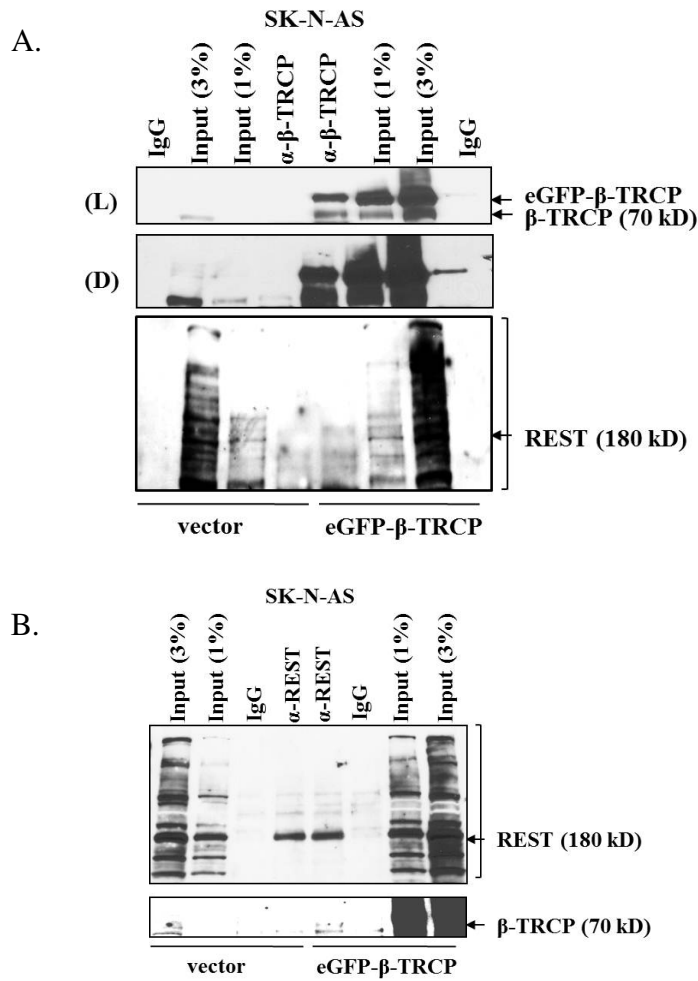 A.
SK-N-AS
IgG
Input (3%)
Input (1%)
α-β-TRCP
α-β-TRCP
Input (1%)
Input (3%)
IgG
(L)
eGFP-β-TRCP
β-TRCP (70 kD)
(D)
REST (180 kD)
vector
eGFP-β-TRCP
B.
SK-N-AS
Input (3%)
Input (1%)
IgG
α-REST
α-REST
IgG
Input (1%)
Input (3%)
REST (180 kD)
β-TRCP (70 kD)
vector
eGFP-β-TRCP